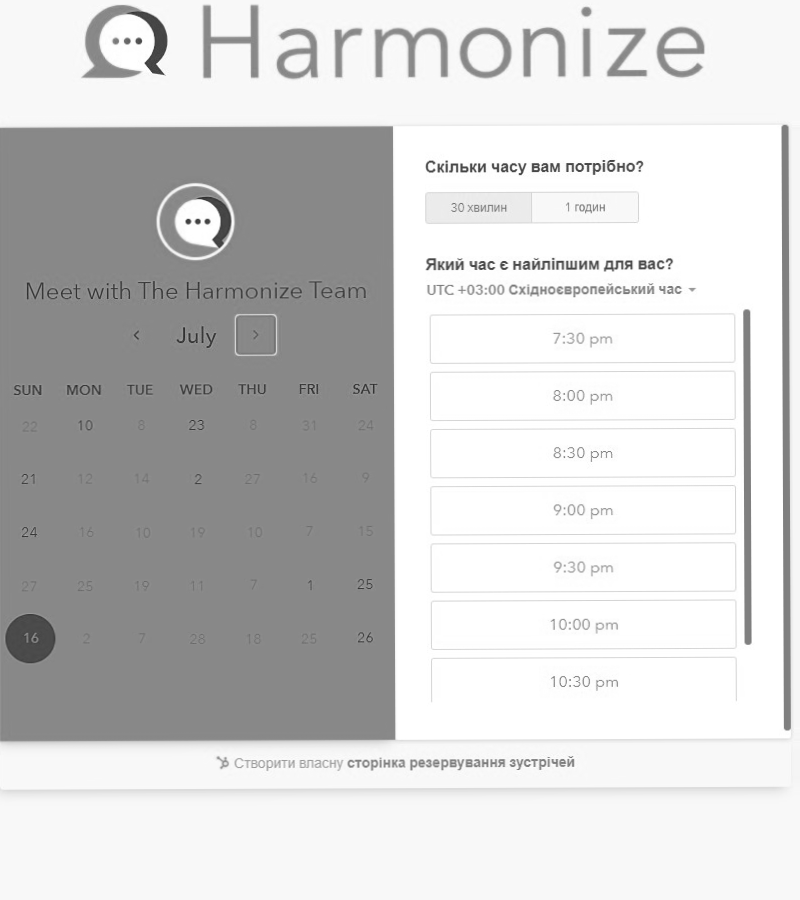 Harmonize
Meet with The Harmonize Team
July
SUN MON TUE WED THU FRI SAT
22 10 8 23 8 31 24
21 12 14 2 27 16 9
24 16 10 19 10 7 15
27 25 19 11 7 1 25
16 2 7 28 18 25 26
Скільки часу вам потрібно?
30 хвилин 1 годин
Який час є найліпшим для вас?
UTC +03:00 Східноєвропейський час
7:30 pm
8:00 pm
8:30 pm
9:00 pm
9:30 pm
10:00 pm
10:30 pm
Створити власну сторінка резервування зустрічей